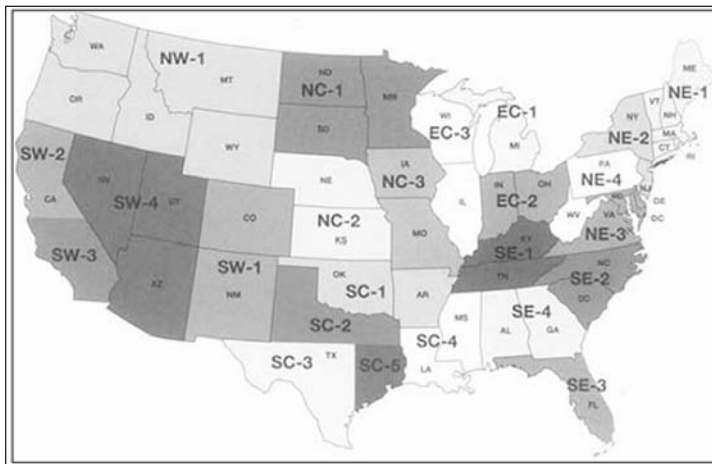 WA
NW-1
MT
ND
NC-1
MN
ME
NE-1
OR
ID
SD
WI
EC-3
EC-1
MI
VT
NH
NY
NE-2
MA
CT
RI
SW-2
WY
IA
NC-3
PA
NE-4
NJ
NV
UT
SW-4
NE
IL
IN
OH
EC-2
MD
DE
DC
CA
CO
NC-2
KS
MO
WV
VA
NE-3
KY
SE-1
SW-3
SW-1
AZ
NM
OK
SC-1
AR
TN
NC
SE-2
SC
SC-2
MS
SE-4
AL
GA
SC-4
LA
TX
SC-3
SC-5
SE-3
FL